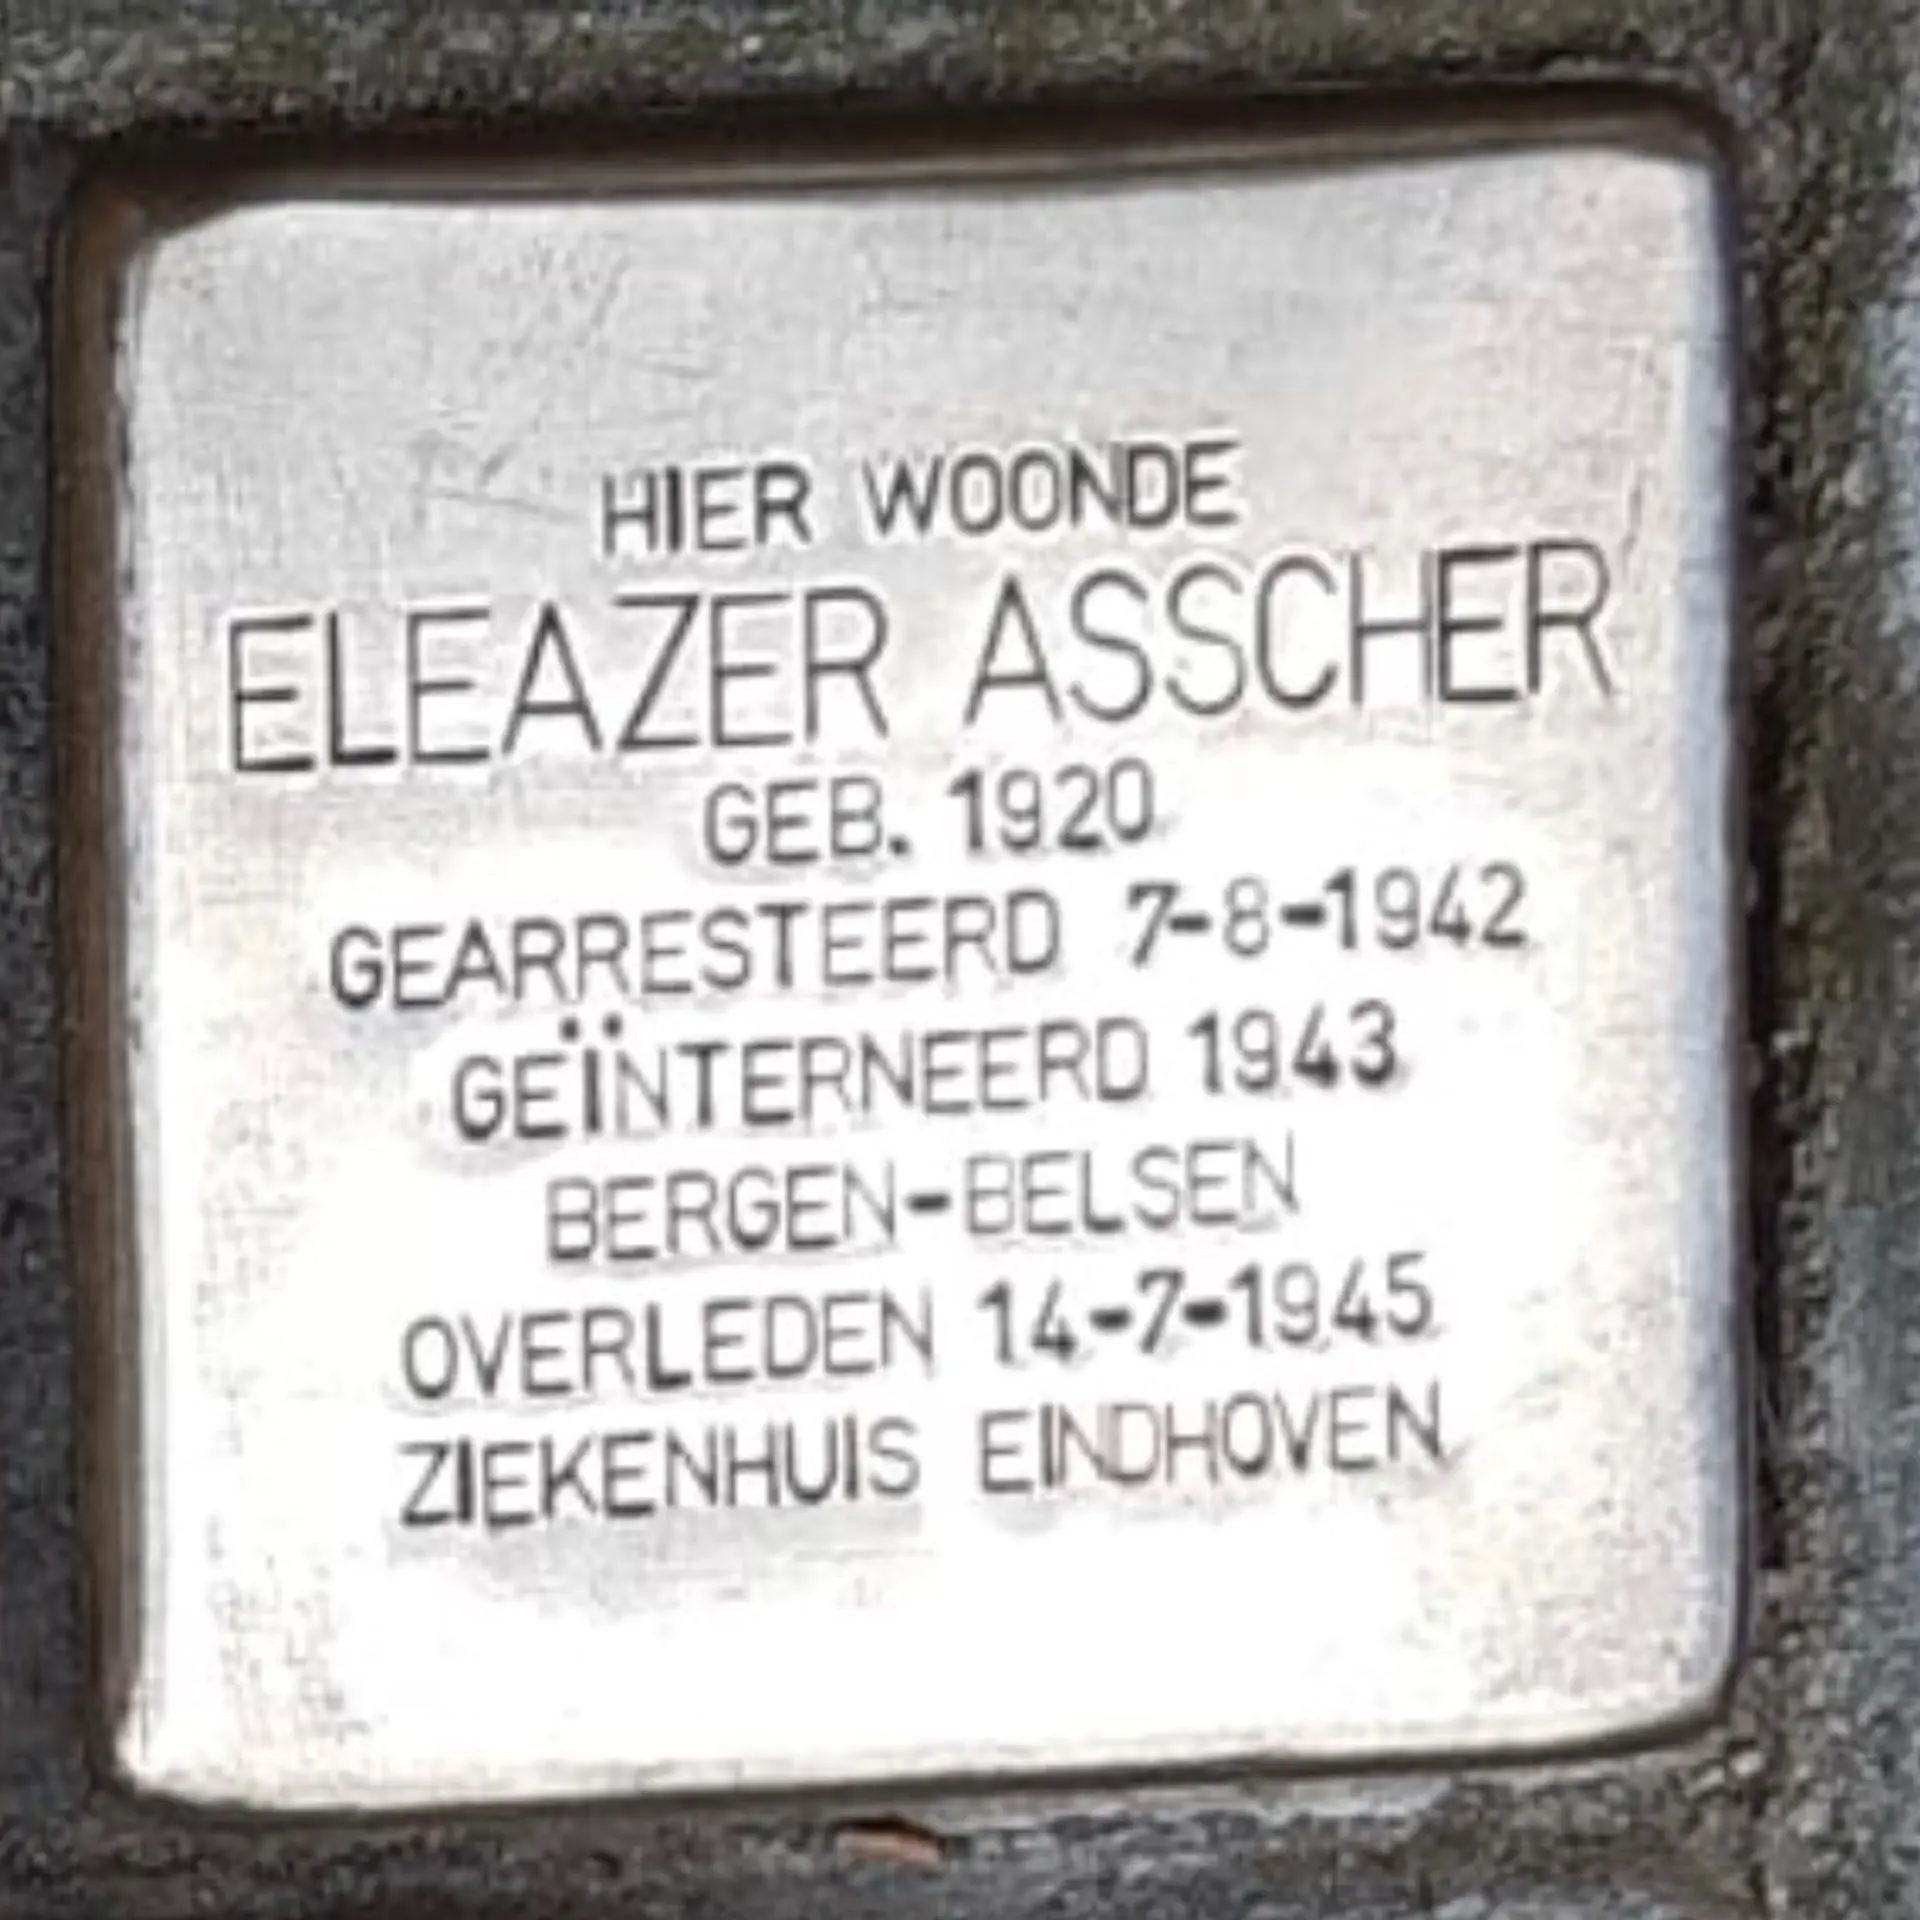 HIER WOONDE
ELEAZER ASSCHER
GEB. 1920
GEARRESTEERD 7-8-1942
GEÏNTERNEERD 1943
BERGEN-BELSEN
OVERLEDEN 14-7-1945
ZIEKENHUIS EINDHOVEN